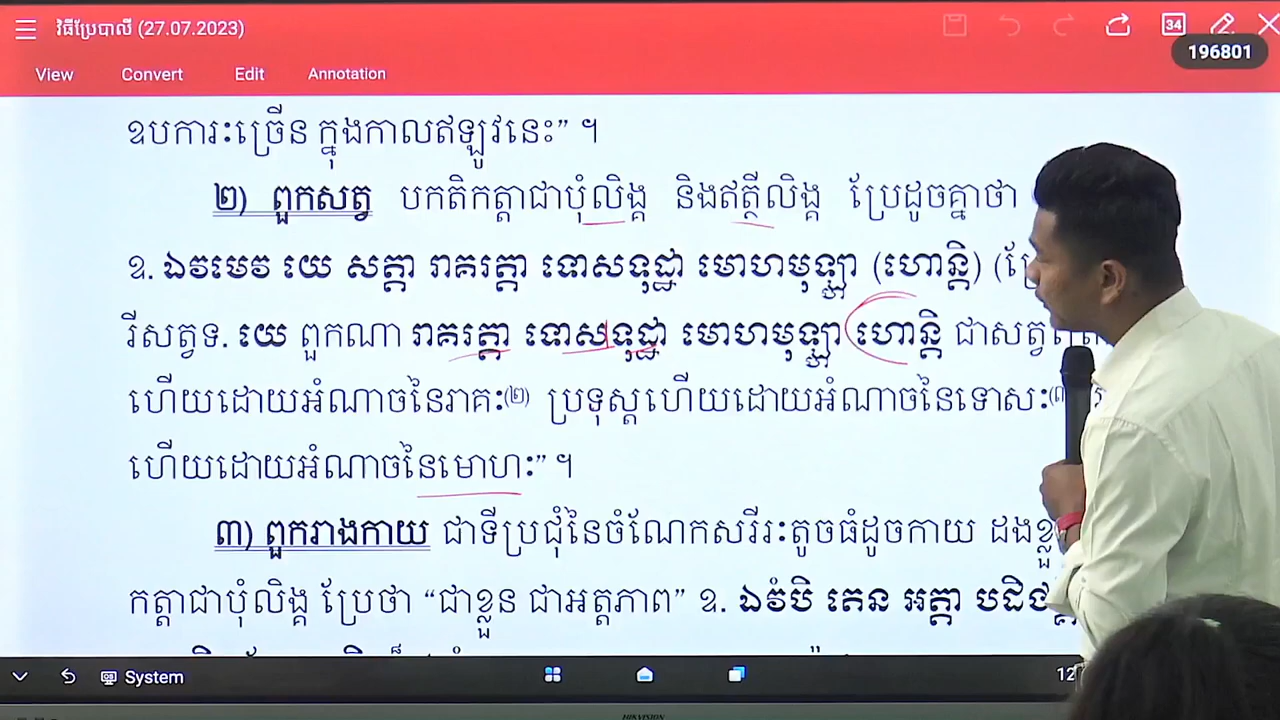 វិធីប្រែបាលី (27.07.2023)
34
196801
View Convert Edit Annotation
ឧបការៈច្រើន ក្នុងកាលឥឡូវនេះ” ។
២) ពួកសត្វ បកតិកត្តាជាបុំលិង្គ និងឥត្ថីលិង្គ ប្រែដូចគ្នាថា
ឧ. ឯវមេវ យេ សត្តា រាគរត្តា ទោសទុដ្ឋា មោហមុឡ្ហា (ហោន្តិ)
រីសត្វទ. យេ ពួកណា រាគរត្តា ទោសទុដ្ឋា មោហមុឡ្ហា ហោន្តិ ជាសត្វ
ហើយដោយអំណាចនៃរាគៈ(២) ប្រទុស្តហើយដោយអំណាចនៃទោសៈ
ហើយដោយអំណាចនៃមោហៈ” ។
៣) ពួករាងកាយ ជាទីប្រជុំនៃចំណែកសរីរៈតូចធំដូចកាយ ដងខ្លួ
កត្តាជាបុំលិង្គ ប្រែថា “ជាខ្លួន ជាអត្តភាព” ឧ. ឯវំបិ តេន អត្តា
System
12
HIKVISION